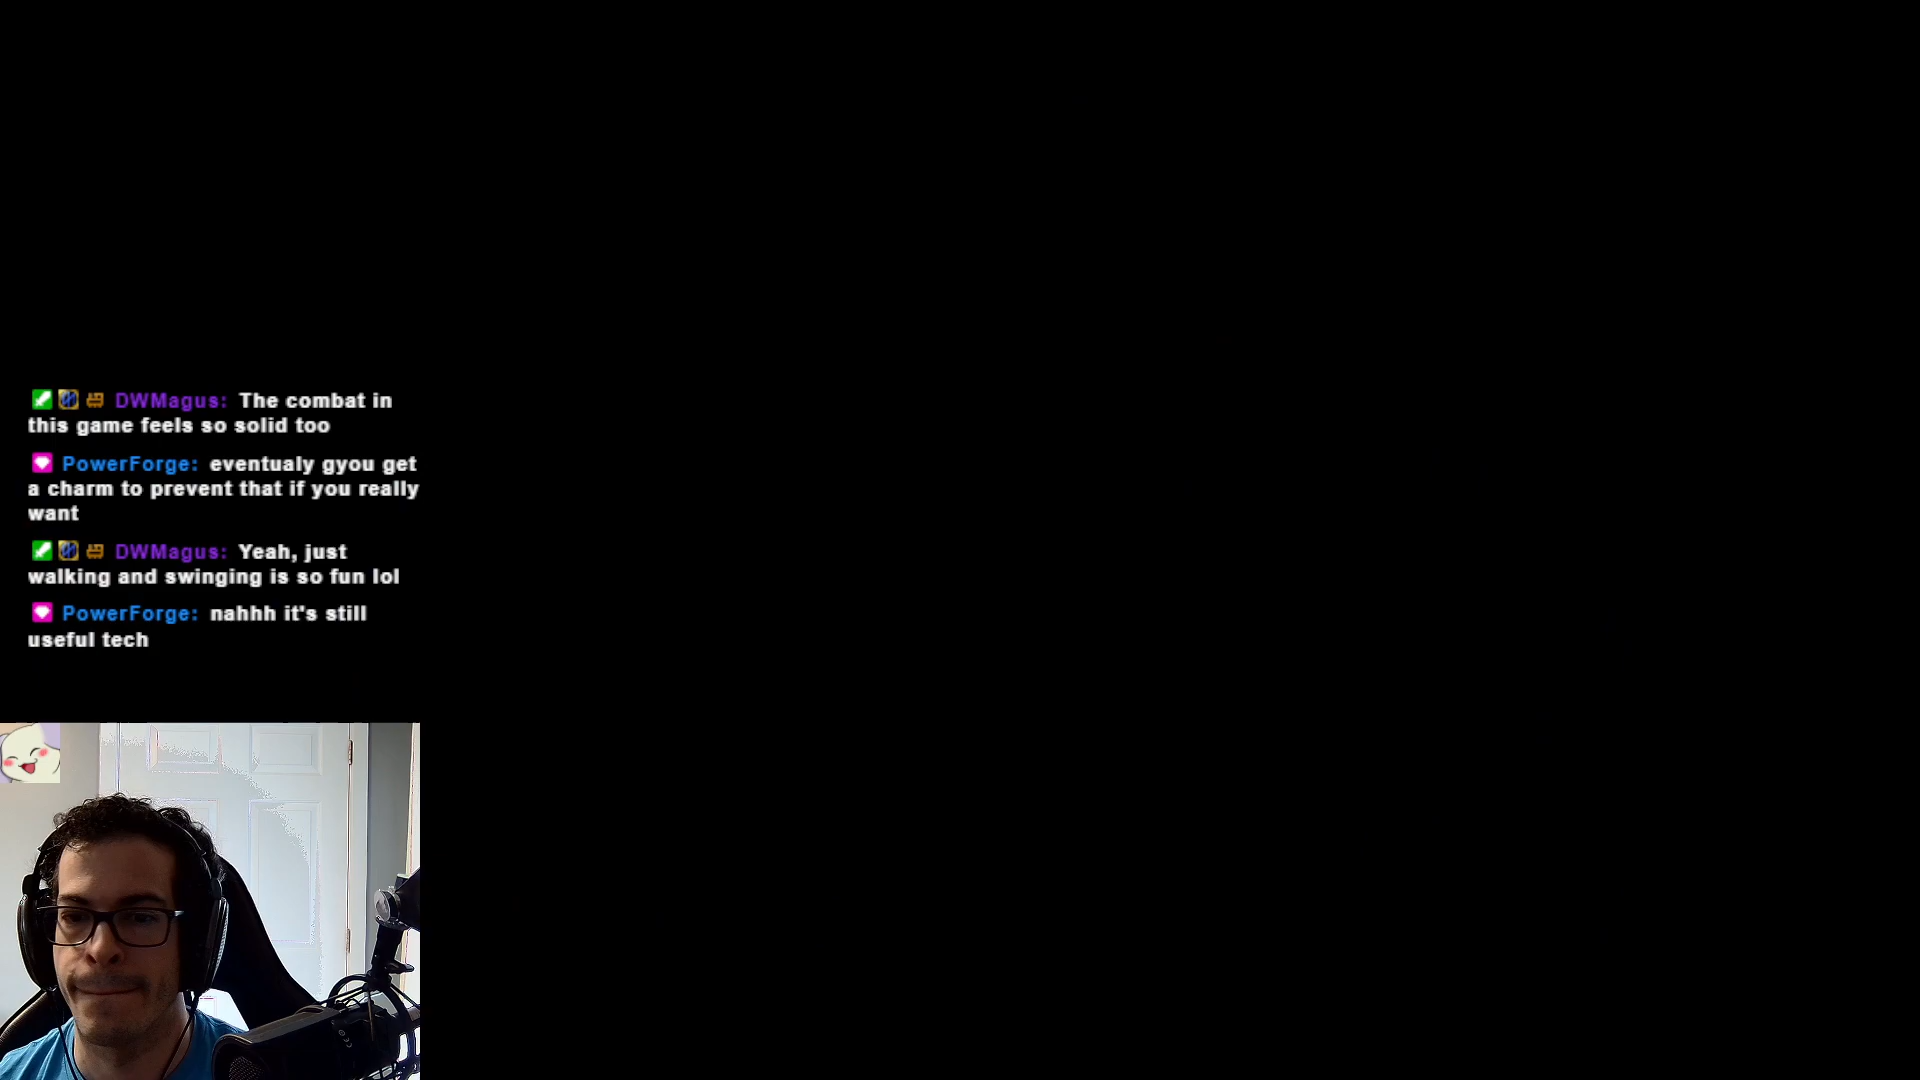 DWMagus: The combat in
this game feels so solid too
PowerForge: eventualy gyou get
a charm to prevent that if you really
want
DWMagus: Yeah, just
walking and swinging is so fun lol
PowerForge: nahhh it's still
useful tech